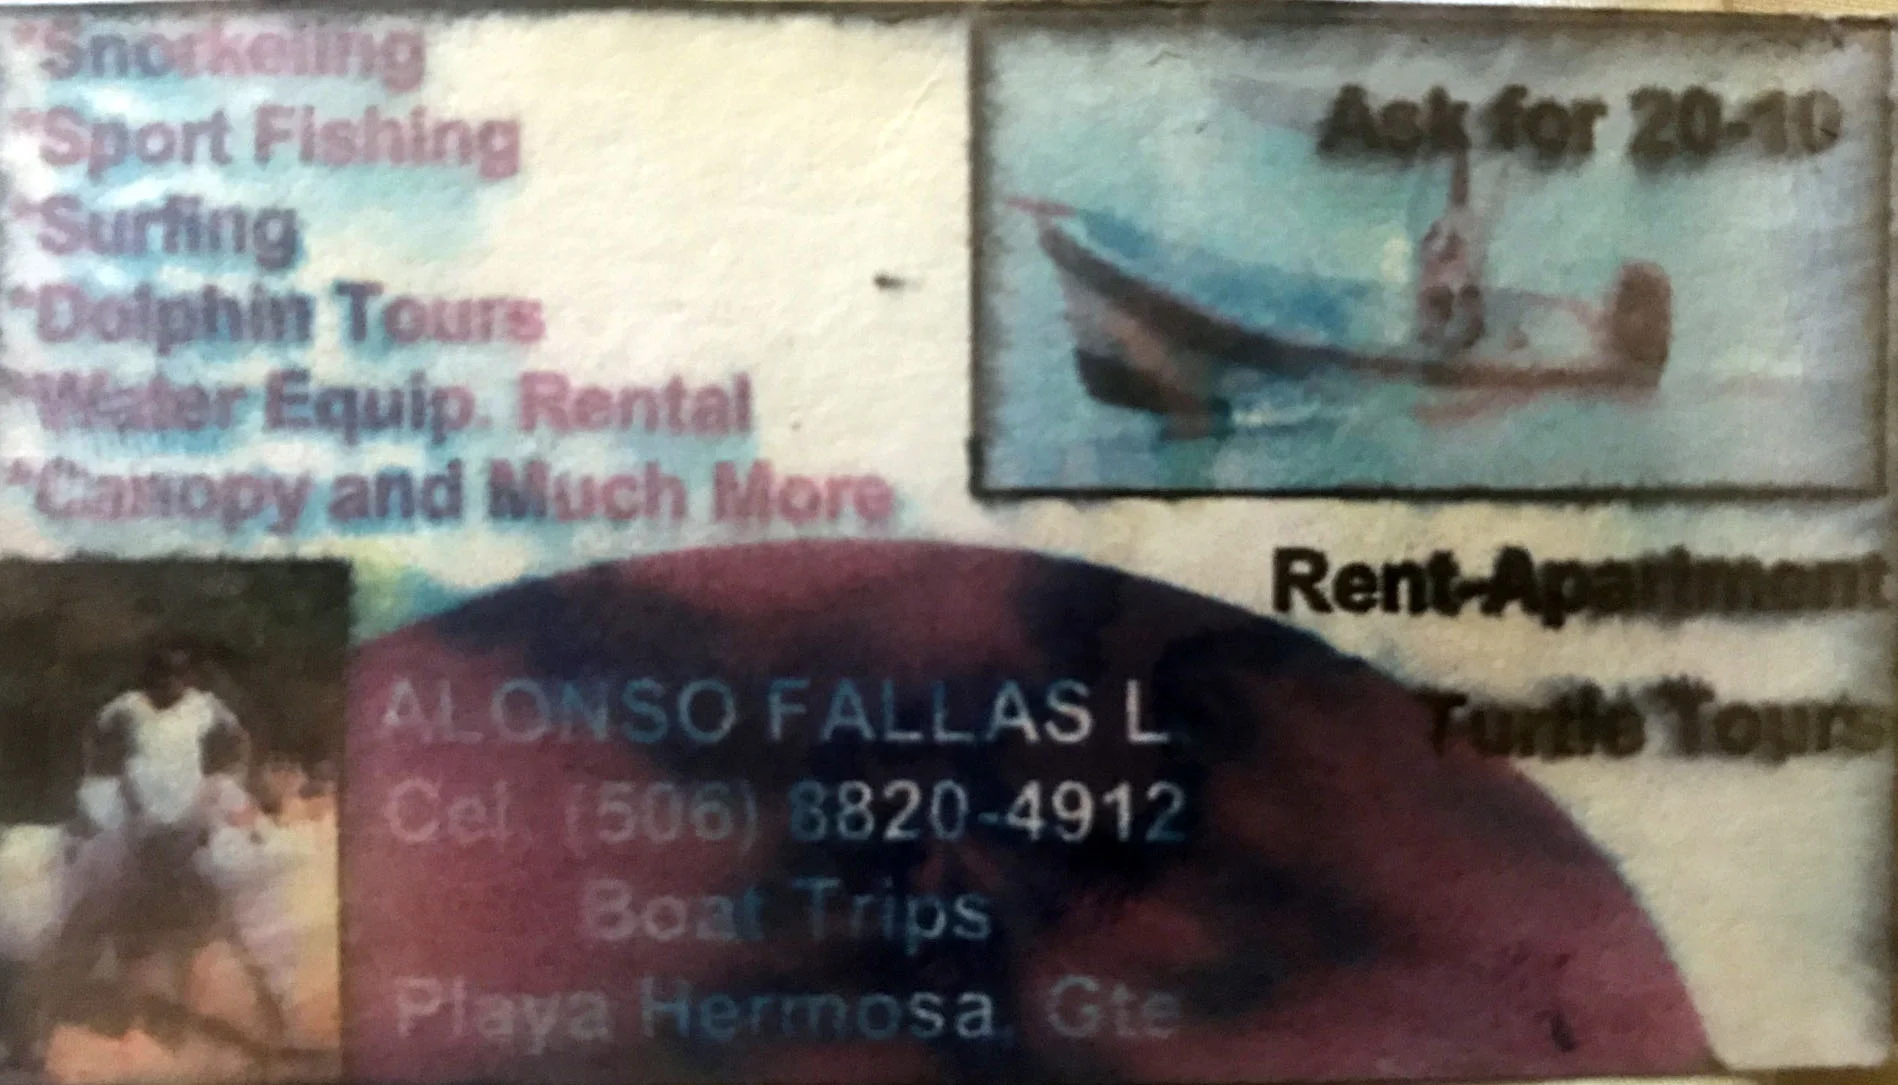 *Snorkeling
*Sport Fishing
*Surfing
*Dolphin Tours
*Water Equip. Rental
*Canopy and Much More
Ask for 20-10
Rent-Apartment
Turtle Tours
ALONSO FALLAS L.
Cel. (506) 8820-4912
Boat Trips
Playa Hermosa, Gte